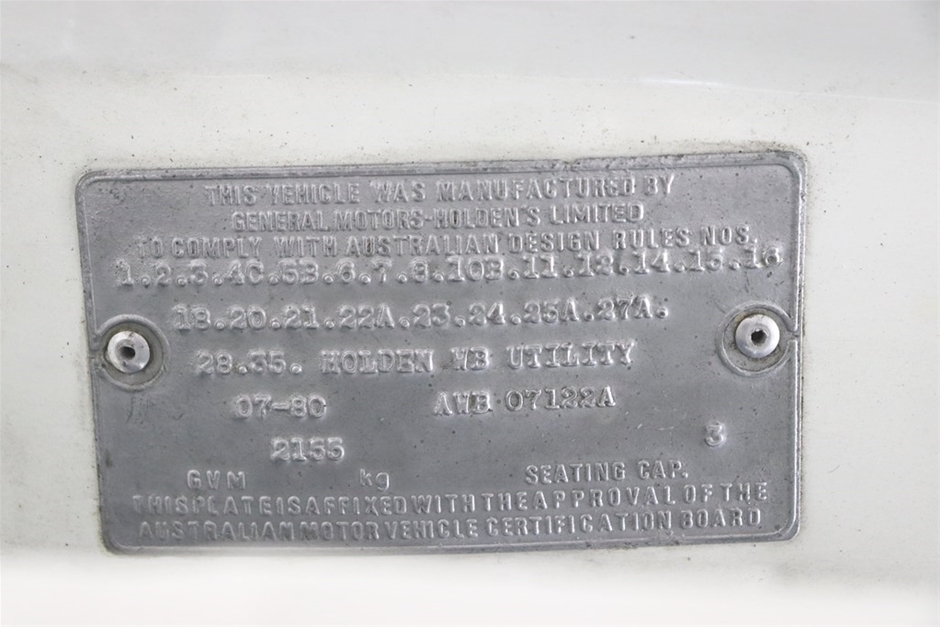 THIS VEHICLE WAS MANUFACTURED BY
GENERAL MOTORS-HOLDEN'S LIMITED
TO COMPLY WITH AUSTRALIAN DESIGN RULES NOS.
1.2.3.4C.5B.6.7.8.10B.11.12.14.15.16
18.20.21.22A.23.24.25A.27A.
28.35. HOLDEN WB UTILITY
07-80 AWB 07122A
2155 3
GVM kg SEATING CAP.
THIS PLATE IS AFFIXED WITH THE APPROVAL OF THE
AUSTRALIAN MOTOR VEHICLE CERTIFICATION BOARD